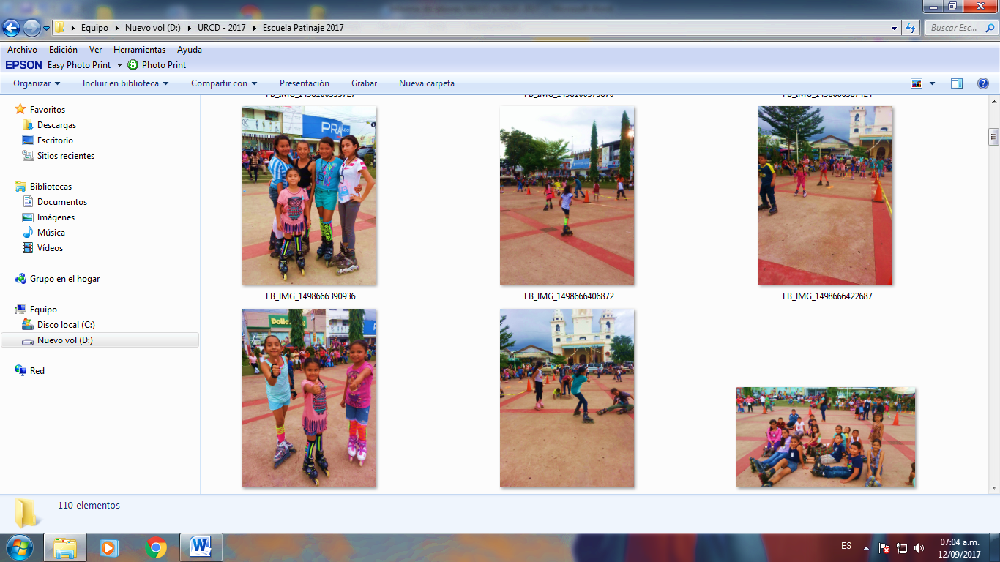 Equipo Nuevo vol (D:) URCD - 2017 Escuela Patinaje 2017
Buscar Esc...
Archivo Edición Ver Herramientas Ayuda
EPSON Easy Photo Print Photo Print
Organizar Incluir en biblioteca Compartir con Presentación Grabar Nueva carpeta
Favoritos
Descargas
Escritorio
Sitios recientes
Bibliotecas
Documentos
Imágenes
Música
Vídeos
Grupo en el hogar
Equipo
Disco local (C:)
Nuevo vol (D:)
Red
PRA
FB_IMG_1498666390936 FB_IMG_1498666406872 FB_IMG_1498666422687
110 elementos
ES
07:04 a.m.
12/09/2017